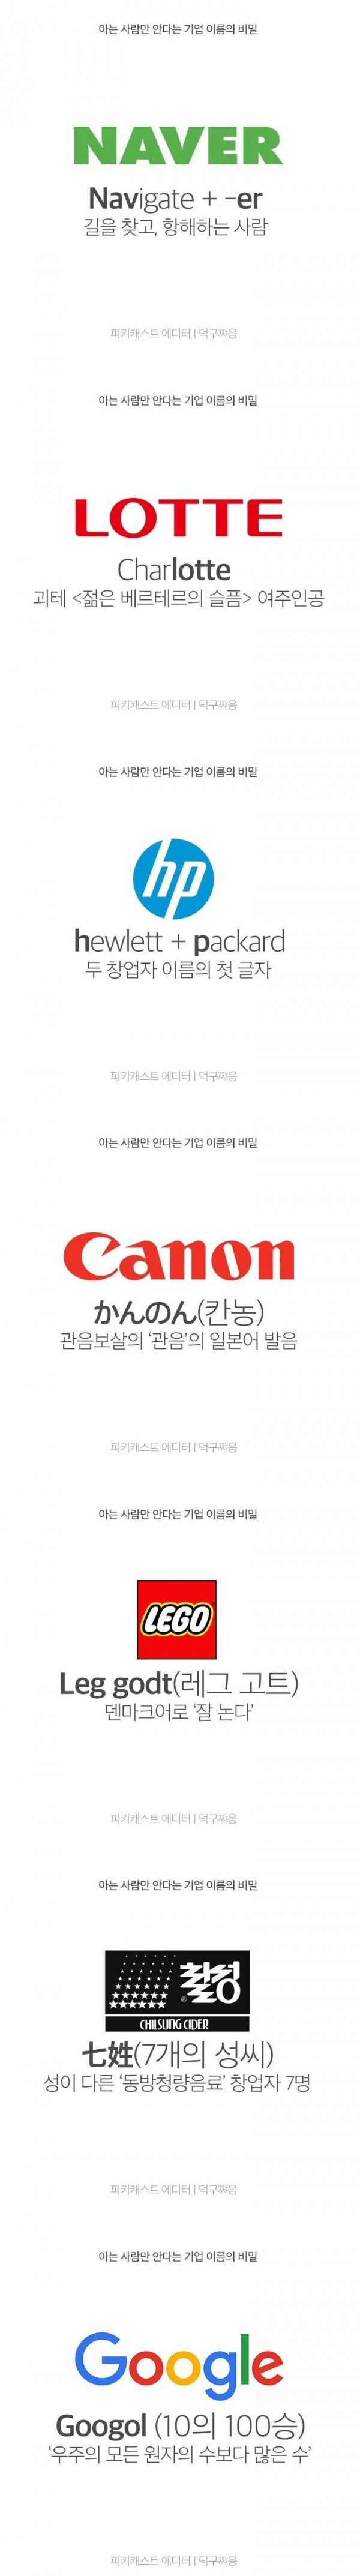 아는 사람만 안다는 기업 이름의 비밀
NAVER
Navigate + -er
길을 찾고, 항해하는 사람
피키캐스트 에디터 | 덕구쨔응
아는 사람만 안다는 기업 이름의 비밀
LOTTE
Charlotte
괴테 <젊은 베르테르의 슬픔> 여주인공
피키캐스트 에디터 | 덕구쨔응
아는 사람만 안다는 기업 이름의 비밀
hp
hewlett + packard
두 창업자 이름의 첫 글자
피키캐스트 에디터 | 덕구쨔응
아는 사람만 안다는 기업 이름의 비밀
Canon
かんのん(칸농)
관음보살의 '관음'의 일본어 발음
피키캐스트 에디터 | 덕구쨔응
아는 사람만 안다는 기업 이름의 비밀
LEGO
Leg godt(레그 고트)
덴마크어로 '잘 논다'
피키캐스트 에디터 | 덕구쨔응
아는 사람만 안다는 기업 이름의 비밀
칠성
®
CHILSUNG CIDER
七姓(7개의 성씨)
성이 다른 '동방청량음료' 창업자 7명
피키캐스트 에디터 | 덕구쨔응
아는 사람만 안다는 기업 이름의 비밀
Google
Googol (10의 100승)
'우주의 모든 원자의 수보다 많은 수'
피키캐스트 에디터 | 덕구쨔응